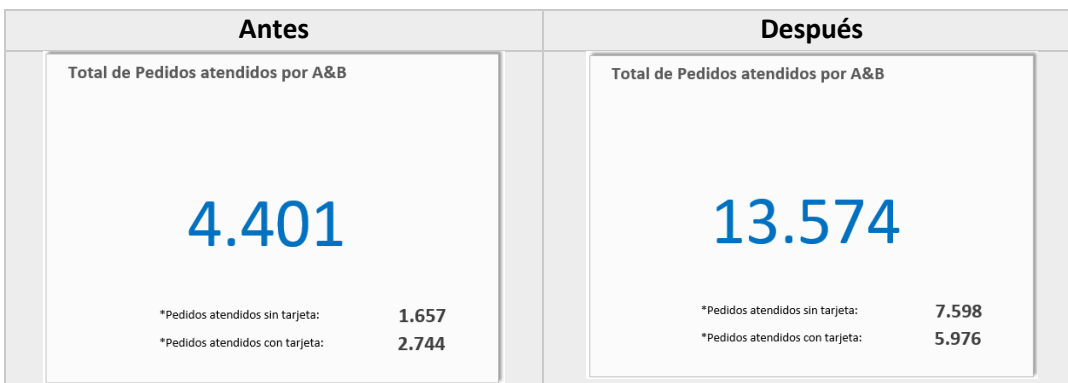 Antes
Después
Total de Pedidos atendidos por A&B
4.401
*Pedidos atendidos sin tarjeta: 1.657
*Pedidos atendidos con tarjeta: 2.744
Total de Pedidos atendidos por A&B
13.574
*Pedidos atendidos sin tarjeta: 7.598
*Pedidos atendidos con tarjeta: 5.976